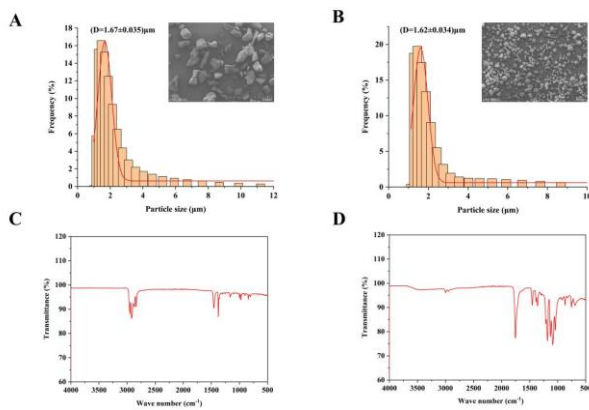 A
(D=1.67±0.035)μm
18
16
14
12
10
8
6
4
2
0
Frequency (%)
0 2 4 6 8 10 12
Particle size (μm)
B
(D=1.62±0.034)μm
20
15
10
5
0
Frequency (%)
0 2 4 6 8 10
Particle size (μm)
C
120
110
100
90
80
70
60
Transmittance (%)
4000 3500 3000 2500 2000 1500 1000 500
Wave number (cm⁻¹)
D
120
110
100
90
80
70
60
Transmittance (%)
4000 3500 3000 2500 2000 1500 1000 500
Wave number (cm⁻¹)